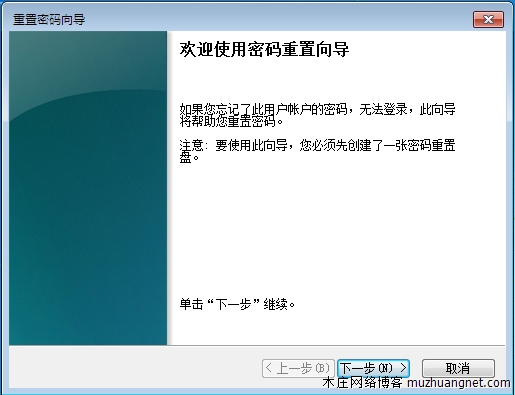 重置密码向导
欢迎使用密码重置向导
如果您忘记了此用户帐户的密码，无法登录，此向导
将帮助您重置密码。
注意：要使用此向导，您必须先创建了一张密码重置
盘。
单击“下一步”继续。
< 上一步(B) 下一步(N) > 取消
木庄网络博客 muzhuangnet.com